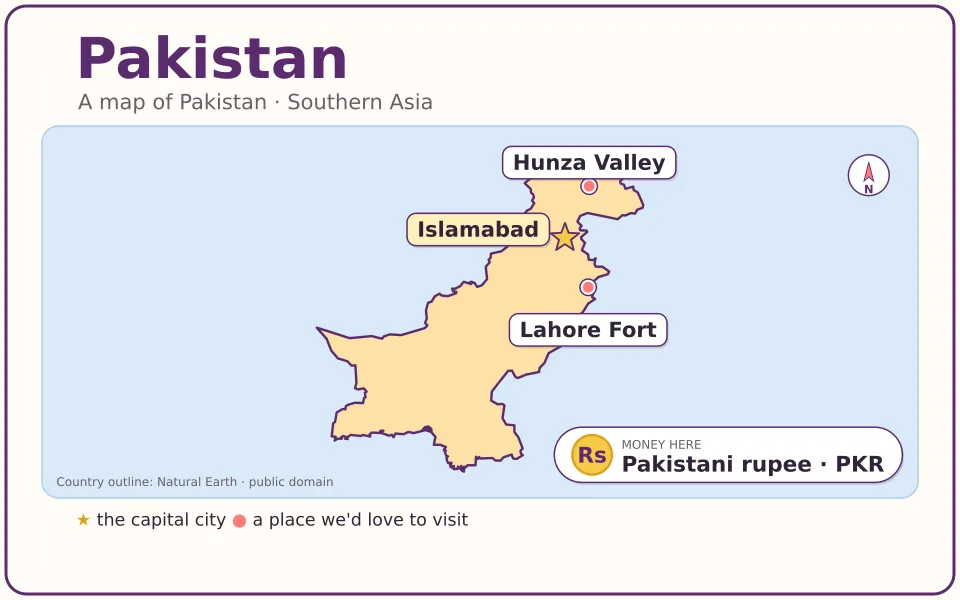 Pakistan
A map of Pakistan · Southern Asia
Hunza Valley
N
Islamabad
Lahore Fort
MONEY HERE
Rs
Pakistani rupee · PKR
Country outline: Natural Earth · public domain
★ the capital city ● a place we'd love to visit